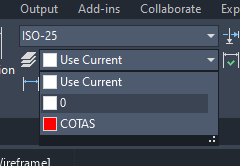 Output Add-ins Collaborate
ISO-25
Use Current
Use Current
0
COTAS